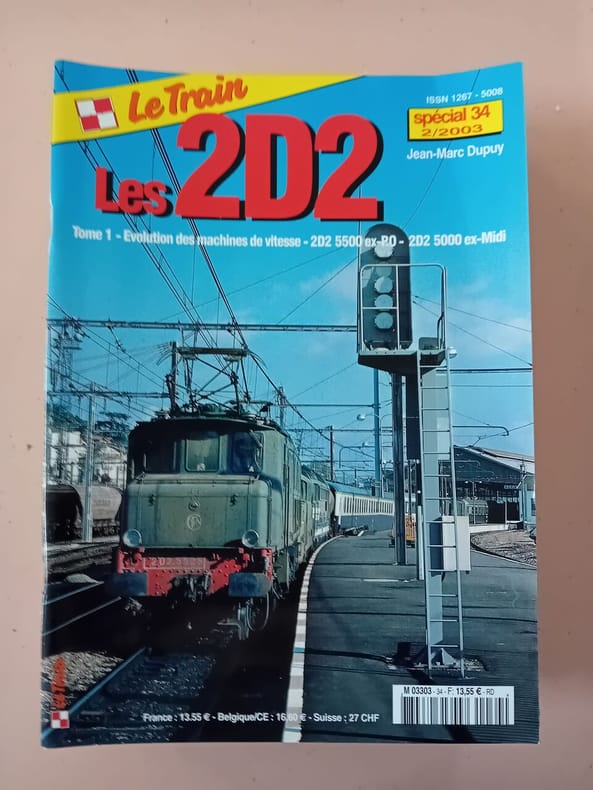 Le Train
ISSN 1267 - 5008
spécial 34
2/2003
Jean-Marc Dupuy
Les 2D2
Tome 1 - Evolution des machines de vitesse - 2D2 5500 ex-PO - 2D2 5000 ex-Midi
Le Train
M 03303 - 34 - F: 13,55 € - RD
France : 13.55 € - Belgique/CE : 16,60 € - Suisse : 27 CHF